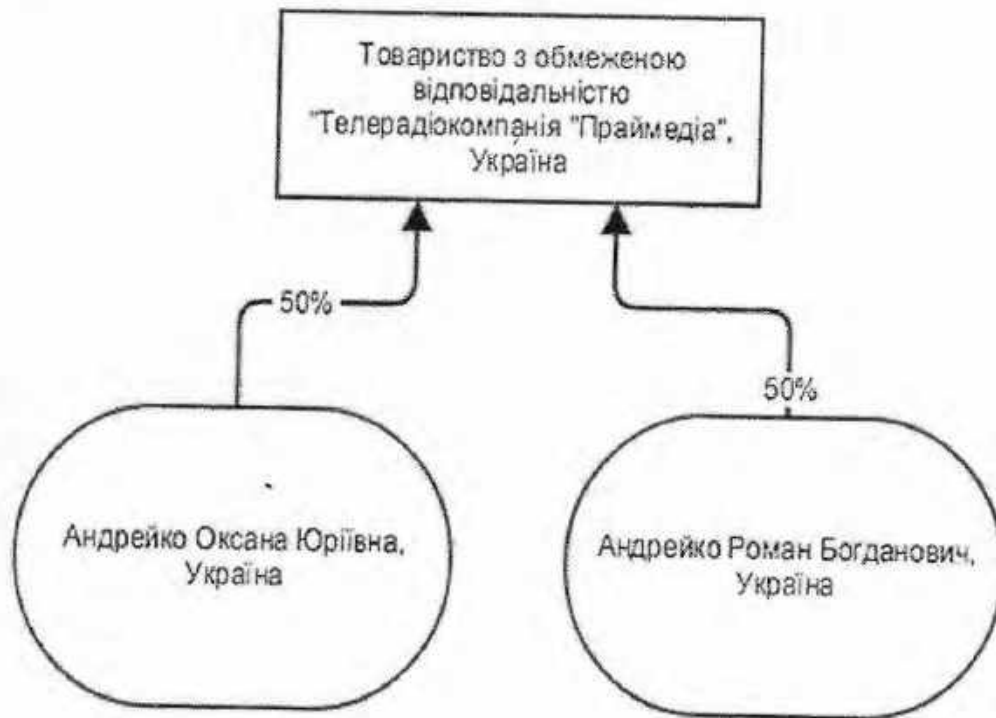 Товариство з обмеженою
відповідальністю
"Телерадіокомпанія "Праймедіа",
Україна
50%
50%
Андрейко Оксана Юріївна,
Україна
Андрейко Роман Богданович,
Україна